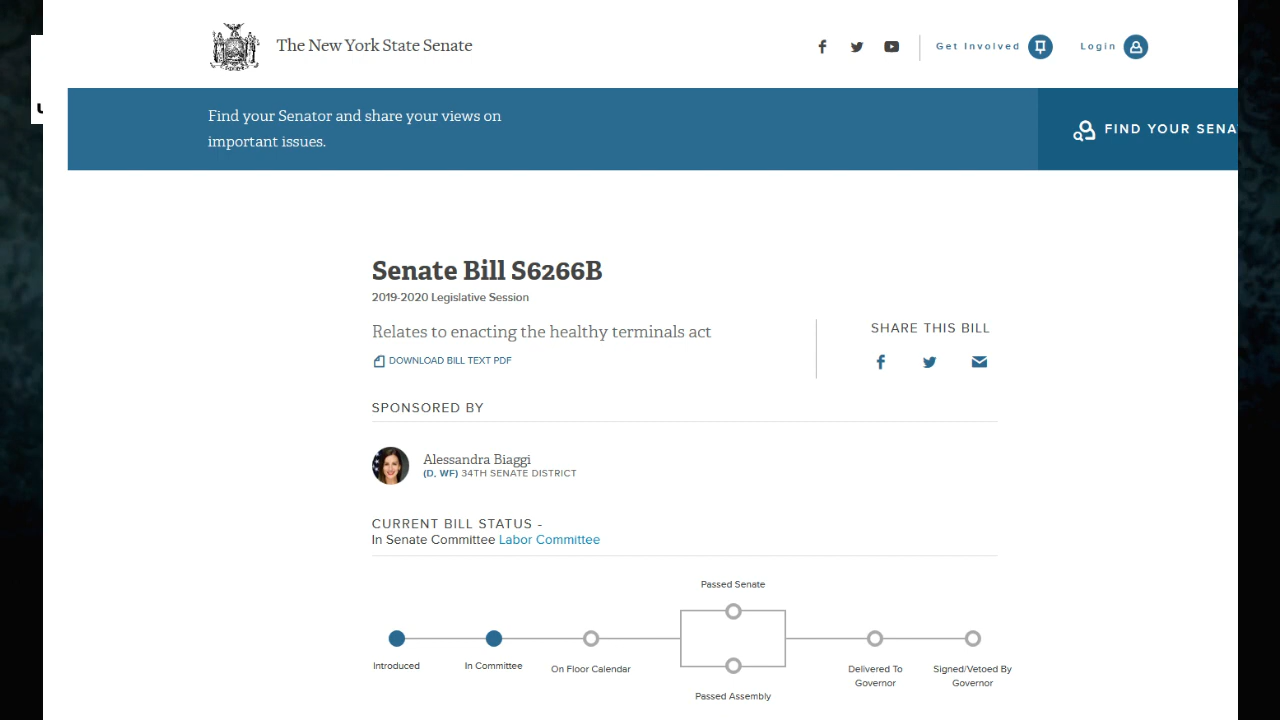 The New York State Senate
Get Involved
Login
Find your Senator and share your views on
important issues.
FIND YOUR SENA
Senate Bill S6266B
2019-2020 Legislative Session
Relates to enacting the healthy terminals act
DOWNLOAD BILL TEXT PDF
SHARE THIS BILL
SPONSORED BY
Alessandra Biaggi
(D, WF) 34TH SENATE DISTRICT
CURRENT BILL STATUS -
In Senate Committee Labor Committee
Passed Senate
Introduced
In Committee
On Floor Calendar
Passed Assembly
Delivered To
Governor
Signed/Vetoed By
Governor